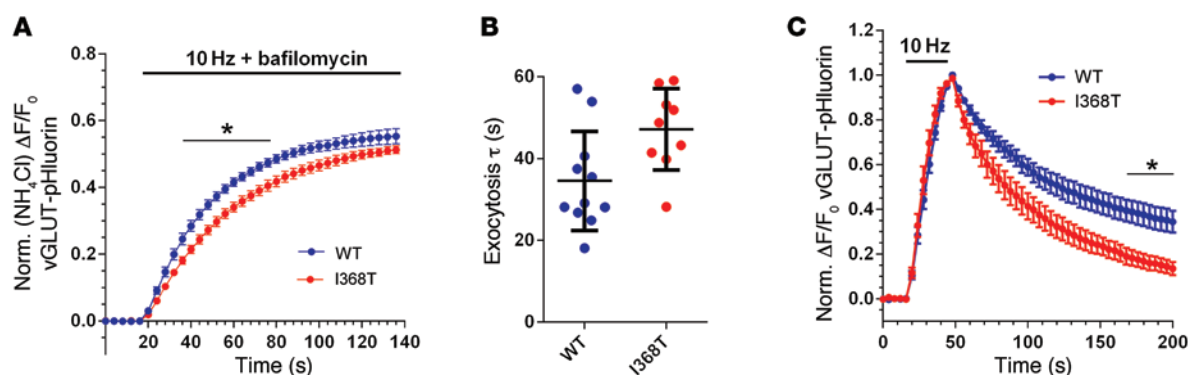 A
10 Hz + bafilomycin
Norm. (NH₄Cl) ΔF/F₀
vGLUT-pHluorin
0.8
0.6
0.4
0.2
0.0
*
WT
I368T
20 40 60 80 100 120 140
Time (s)
B
Exocytosis τ (s)
60
40
20
0
WT
I368T
C
10 Hz
Norm. ΔF/F₀ vGLUT-pHluorin
1.2
1.0
0.8
0.6
0.4
0.2
0.0
WT
I368T
*
0 50 100 150 200
Time (s)